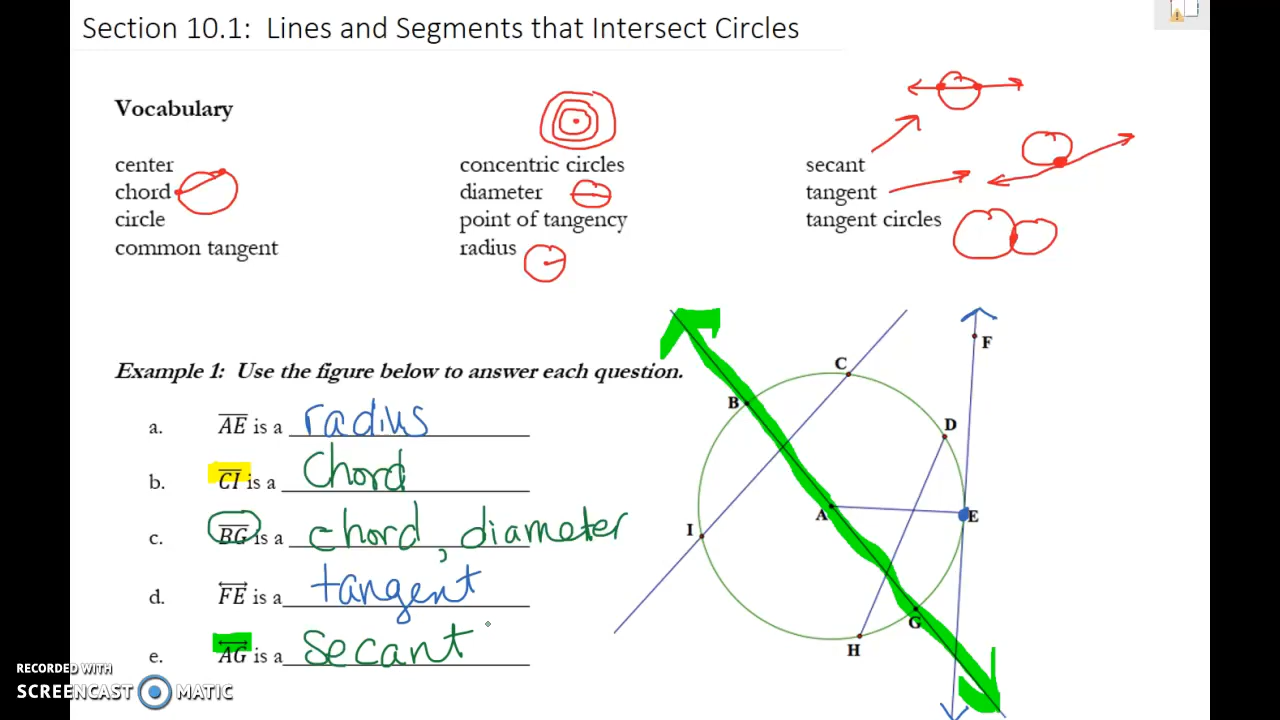 Section 10.1: Lines and Segments that Intersect Circles
Vocabulary
center
chord
circle
common tangent
concentric circles
diameter
point of tangency
radius
secant
tangent
tangent circles
Example 1: Use the figure below to answer each question.
a. AE is a radius
b. CI is a chord
c. BG is a chord, diameter
d. FE is a tangent
e. AG is a secant
F
C
B
D
A
E
I
G
H
RECORDED WITH
SCREENCAST MATIC